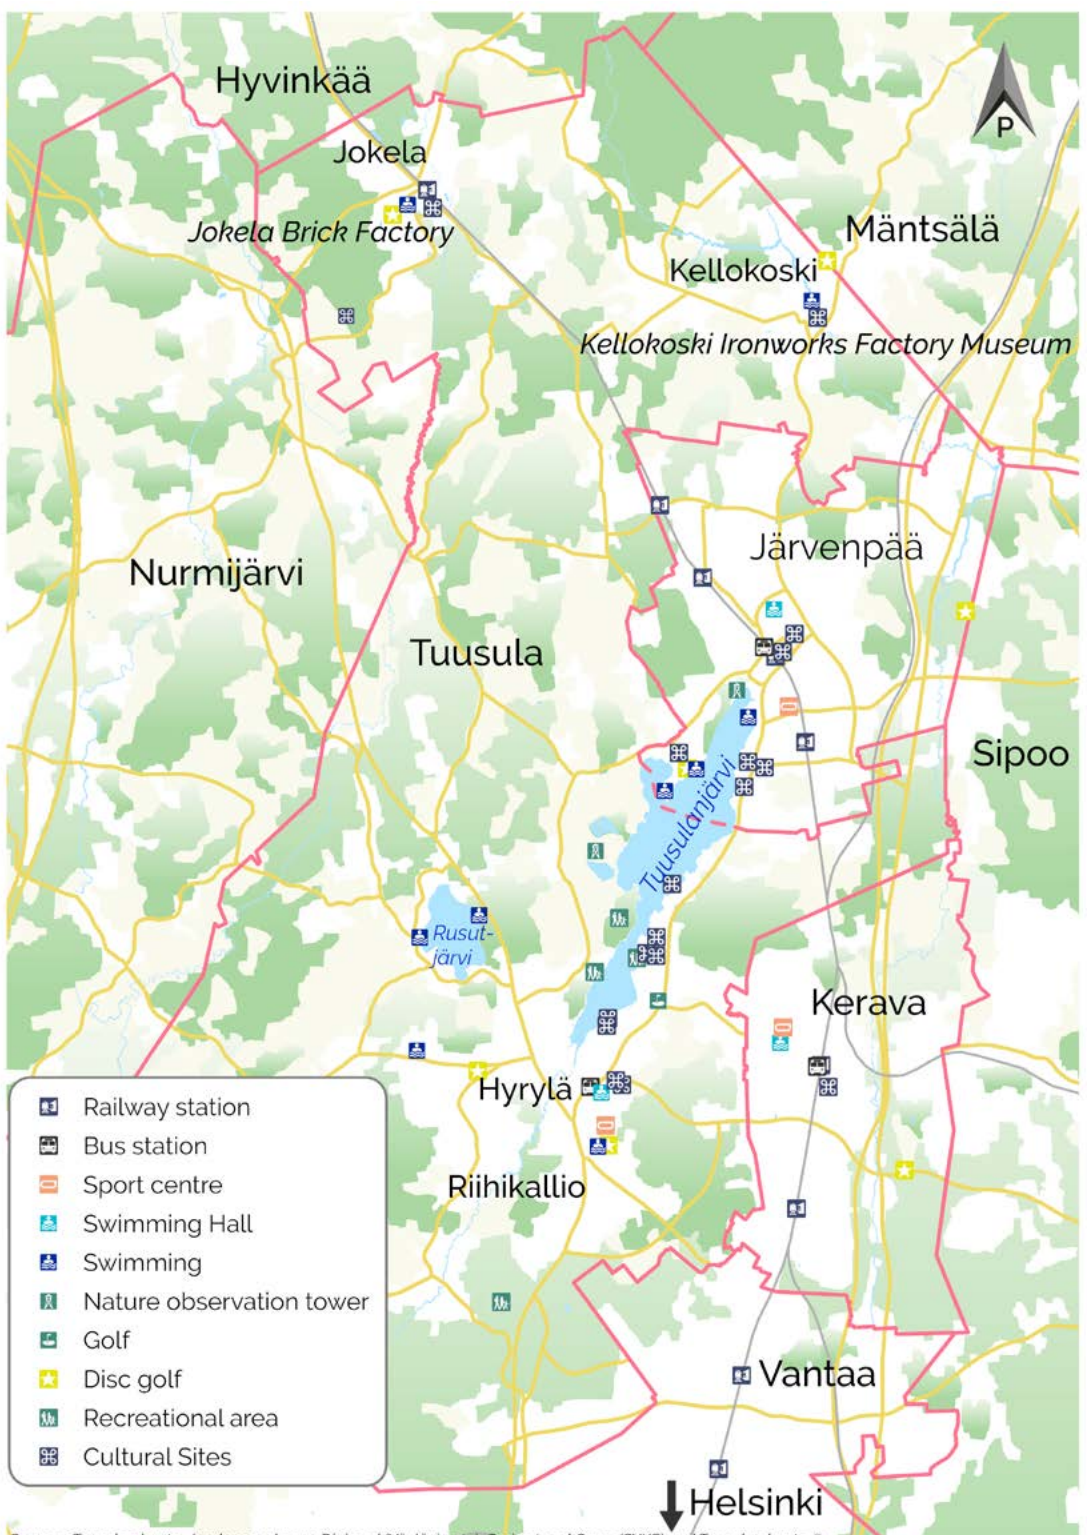 Hyvinkää
P
Jokela
Jokela Brick Factory
Mäntsälä
Kellokoski
Kellokoski Ironworks Factory Museum
Järvenpää
Nurmijärvi
Tuusula
Sipoo
Tuusulanjärvi
Rusut-
järvi
Kerava
Hyrylä
Riihikallio
Railway station
Bus station
Sport centre
Swimming Hall
Swimming
Nature observation tower
Golf
Disc golf
Recreational area
Cultural Sites
Vantaa
Helsinki